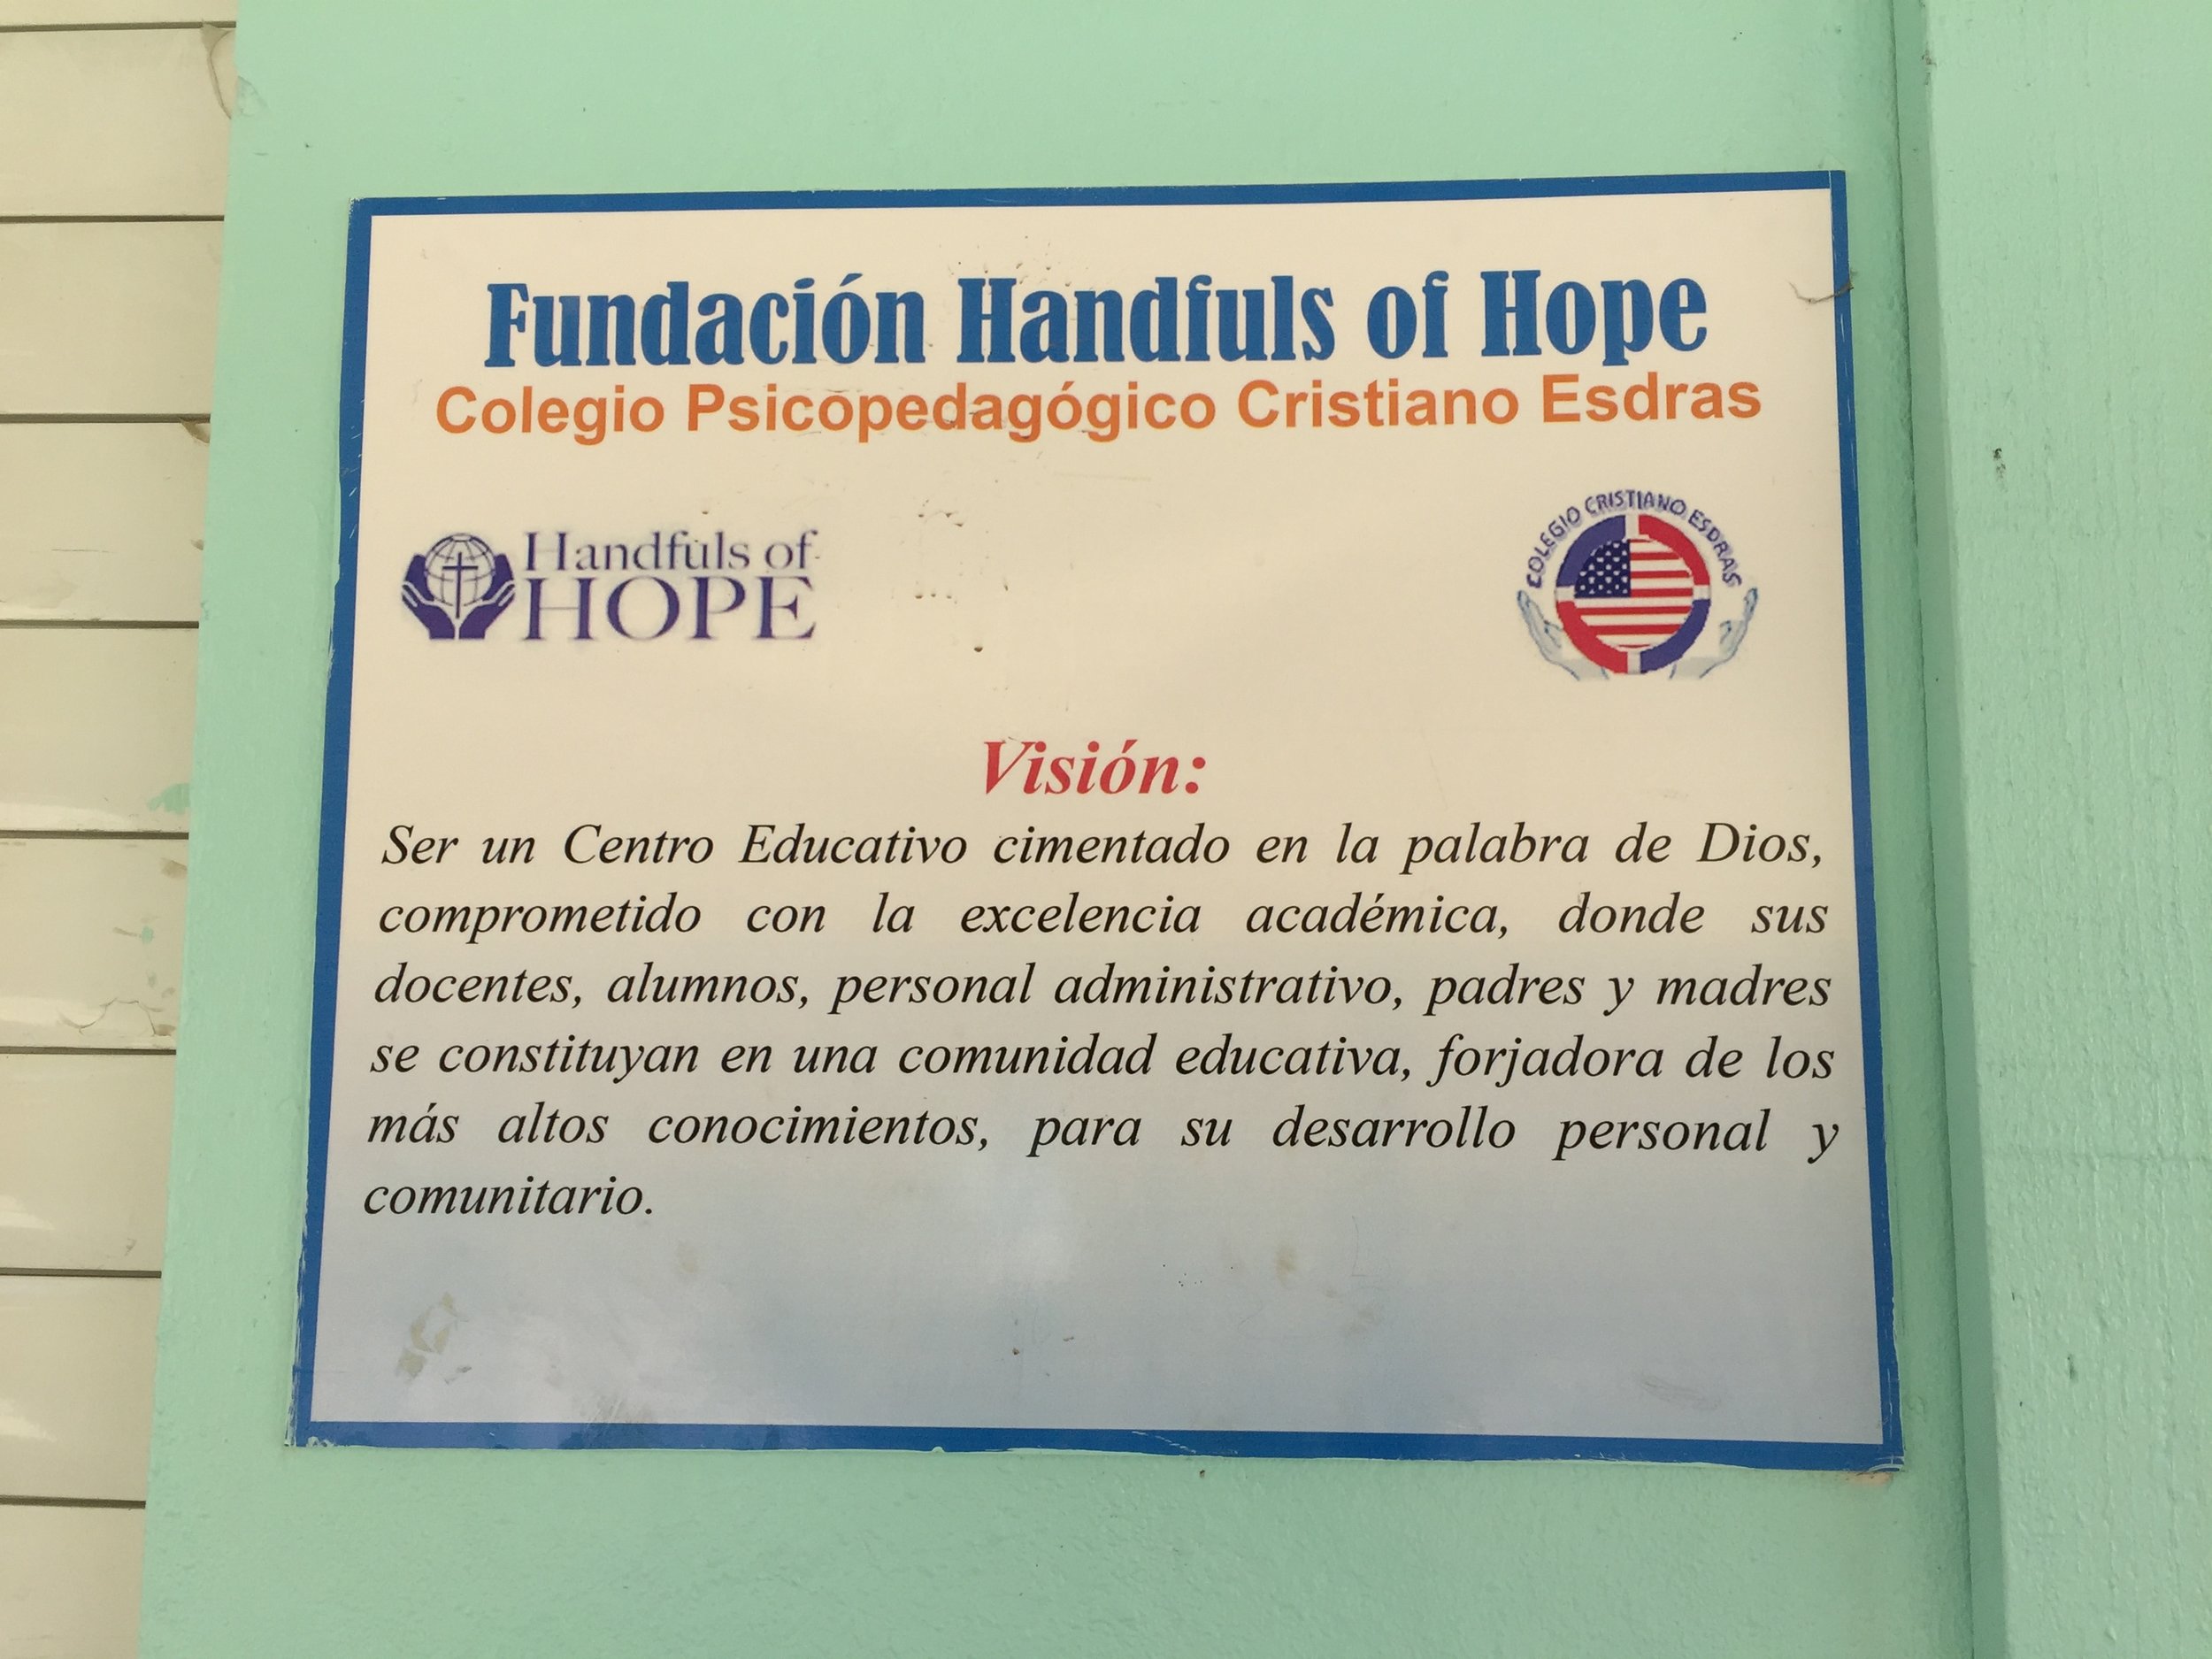 Fundación Handfuls of Hope
Colegio Psicopedagógico Cristiano Esdras
Handfuls of
HOPE
COLEGIO CRISTIANO ESDRAS
Visión:
Ser un Centro Educativo cimentado en la palabra de Dios,
comprometido con la excelencia académica, donde sus
docentes, alumnos, personal administrativo, padres y madres
se constituyan en una comunidad educativa, forjadora de los
más altos conocimientos, para su desarrollo personal y
comunitario.